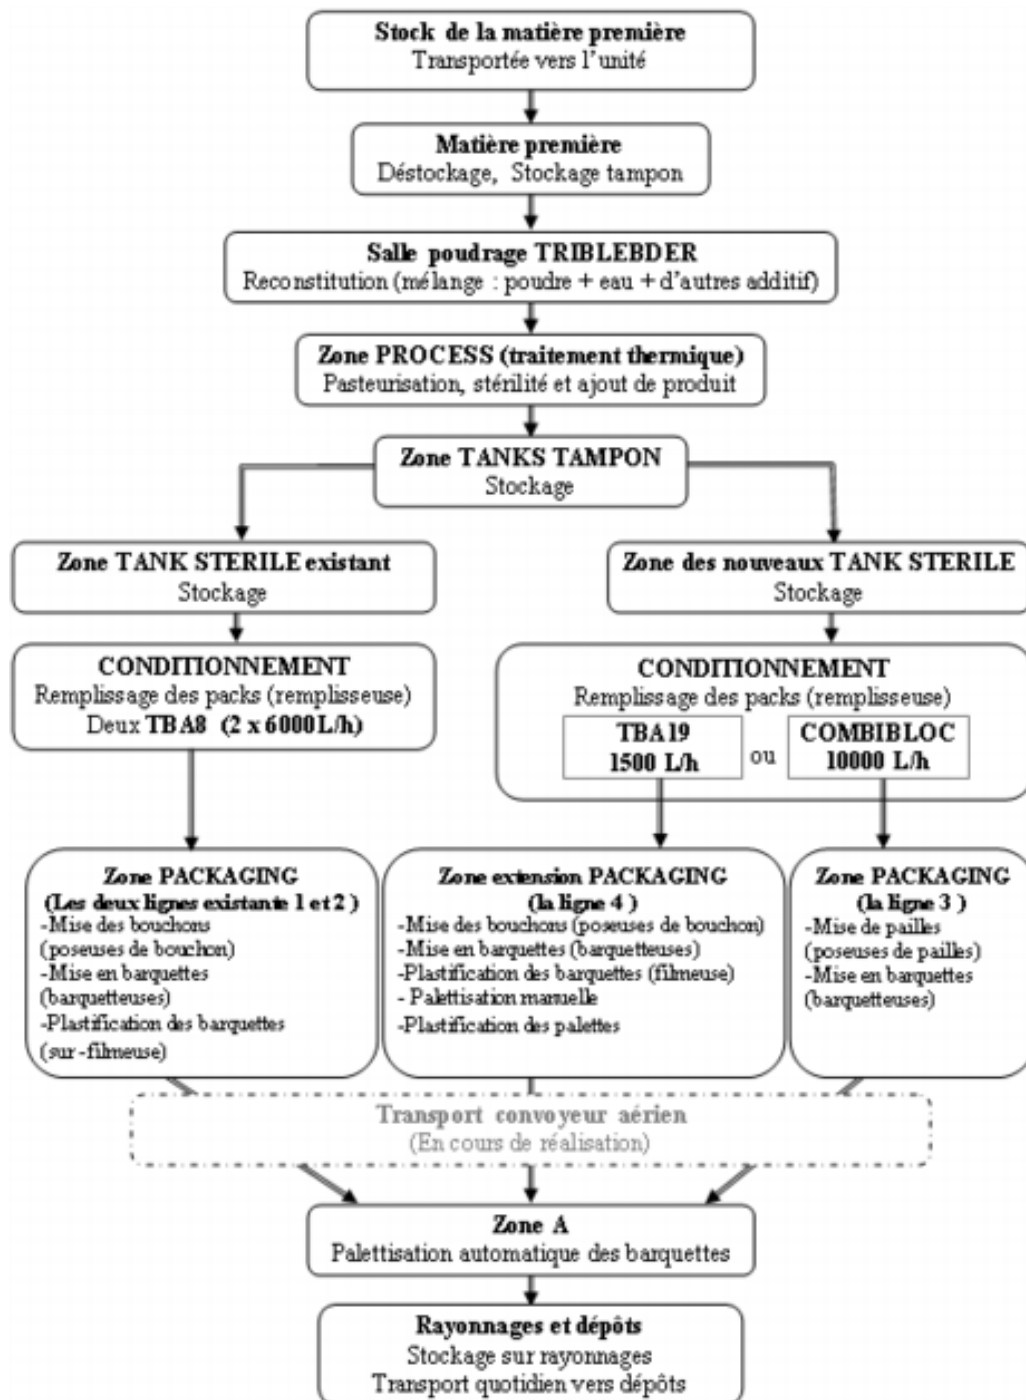 Stock de la matière première
Transportée vers l'unité
Matière première
Déstockage, Stockage tampon
Salle poudrage TRIBLEBDER
Reconstitution (mélange : poudre + eau + d'autres additif)
Zone PROCESS (traitement thermique)
Pasteurisation, stérilité et ajout de produit
Zone TANKS TAMPON
Stockage
Zone TANK STERILE existant
Stockage
Zone des nouveaux TANK STERILE
Stockage
CONDITIONNEMENT
Remplissage des packs (remplisseuse)
Deux TBA8 (2 x 6000 L/h)
CONDITIONNEMENT
Remplissage des packs (remplisseuse)
TBA19
1500 L/h
ou
COMBIBLOC
10000 L/h
Zone PACKAGING
(Les deux lignes existante 1 et 2 )
-Mise des bouchons
(poseuses de bouchon)
-Mise en barquettes
(barquetteuses)
-Plastification des barquettes
(sur-filmeuse)
Zone extension PACKAGING
(la ligne 4 )
-Mise des bouchons (poseuses de bouchon)
-Mise en barquettes (barquetteuses)
-Plastification des barquettes (filmeuse)
- Palettisation manuelle
-Plastification des palettes
Zone PACKAGING
(la ligne 3 )
-Mise de pailles
(poseuses de pailles)
-Mise en barquettes
(barquetteuses)
Transport convoyeur aérien
(En cours de réalisation)
Zone A
Palettisation automatique des barquettes
Rayonnages et dépôts
Stockage sur rayonnages
Transport quotidien vers dépôts